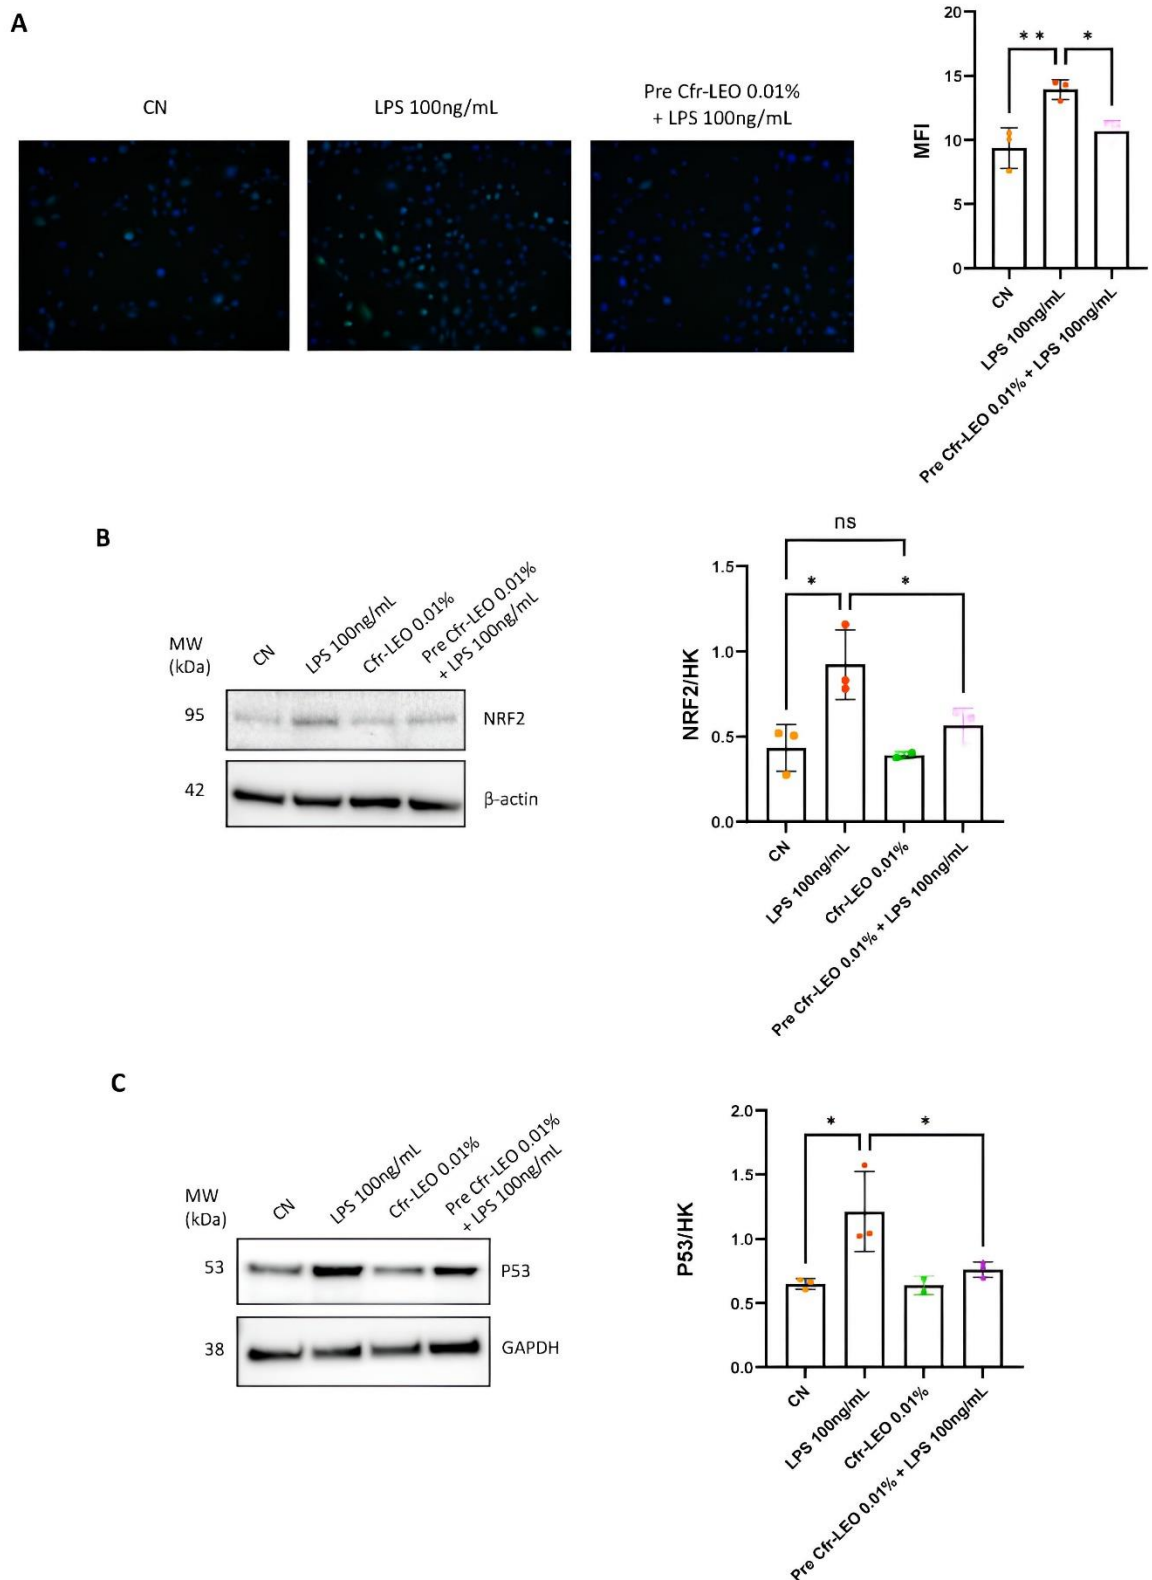 A
CN
LPS 100ng/mL
Pre Cfr-LEO 0.01%
+ LPS 100ng/mL
20
15
10
5
0
MFI
* *
*
CN
LPS 100ng/mL
Pre Cfr-LEO 0.01% + LPS 100ng/mL
B
MW
(kDa)
CN
LPS 100ng/mL
Cfr-LEO 0.01%
Pre Cfr-LEO 0.01%
+ LPS 100ng/mL
95
NRF2
42
β-actin
ns
*
*
1.5
1.0
0.5
0.0
NRF2/HK
CN
LPS 100ng/mL
Cfr-LEO 0.01%
Pre Cfr-LEO 0.01% + LPS 100ng/mL
C
MW
(kDa)
CN
LPS 100ng/mL
Cfr-LEO 0.01%
Pre Cfr-LEO 0.01%
+ LPS 100ng/mL
53
P53
38
GAPDH
*
*
2.0
1.5
1.0
0.5
0.0
P53/HK
CN
LPS 100ng/mL
Cfr-LEO 0.01%
Pre Cfr-LEO 0.01% + LPS 100ng/mL